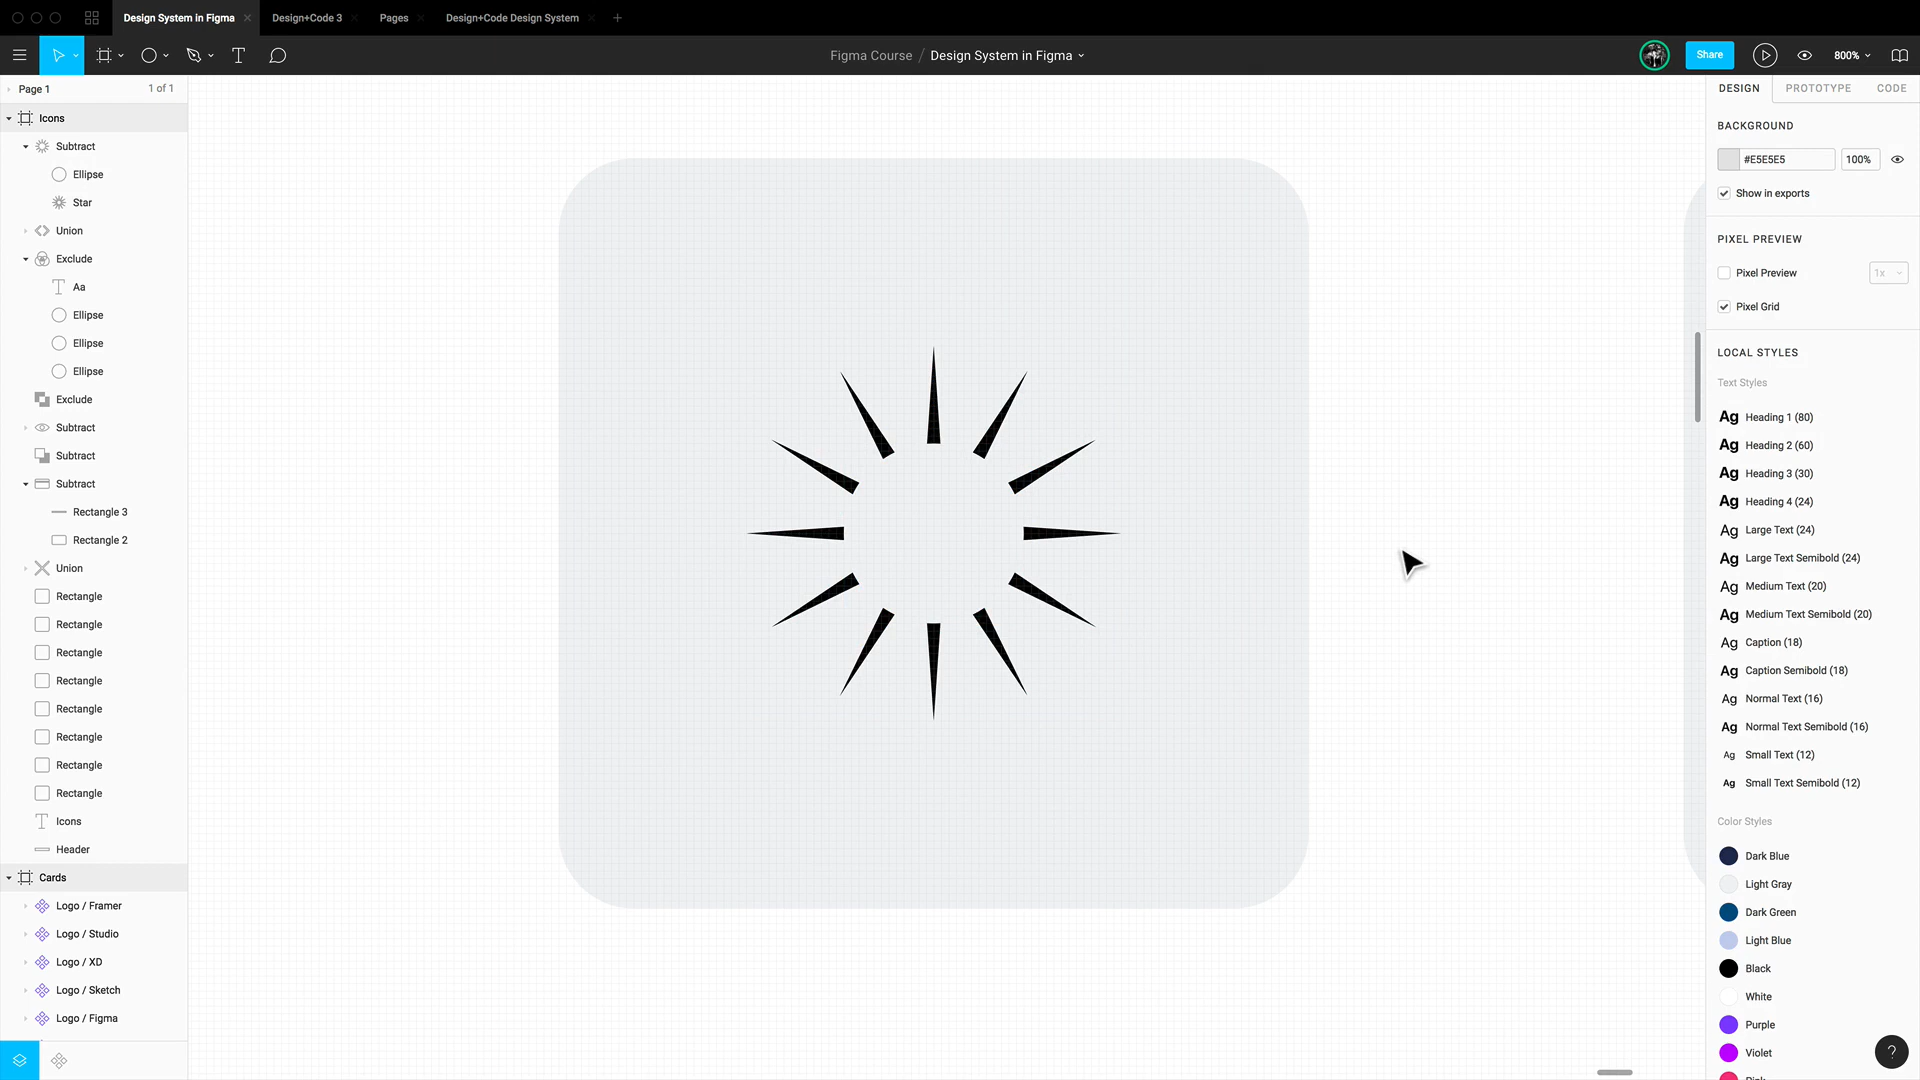 Design System in Figma
Design+Code 3
Pages
Design+Code Design System
Figma Course / Design System in Figma
Share
800%
Page 1
1 of 1
Icons
Subtract
Ellipse
Star
Union
Exclude
Aa
Ellipse
Ellipse
Ellipse
Exclude
Subtract
Subtract
Subtract
Rectangle 3
Rectangle 2
Union
Rectangle
Rectangle
Rectangle
Rectangle
Rectangle
Rectangle
Rectangle
Rectangle
Icons
Header
Cards
Logo / Framer
Logo / Studio
Logo / XD
Logo / Sketch
Logo / Figma
DESIGN
PROTOTYPE
CODE
BACKGROUND
#E5E5E5
100%
Show in exports
PIXEL PREVIEW
Pixel Preview
1x
Pixel Grid
LOCAL STYLES
Text Styles
Ag Heading 1 (80)
Ag Heading 2 (60)
Ag Heading 3 (30)
Ag Heading 4 (24)
Ag Large Text (24)
Ag Large Text Semibold (24)
Ag Medium Text (20)
Ag Medium Text Semibold (20)
Ag Caption (18)
Ag Caption Semibold (18)
Ag Normal Text (16)
Ag Normal Text Semibold (16)
Ag Small Text (12)
Ag Small Text Semibold (12)
Color Styles
Dark Blue
Light Gray
Dark Green
Light Blue
Black
White
Purple
Violet
?